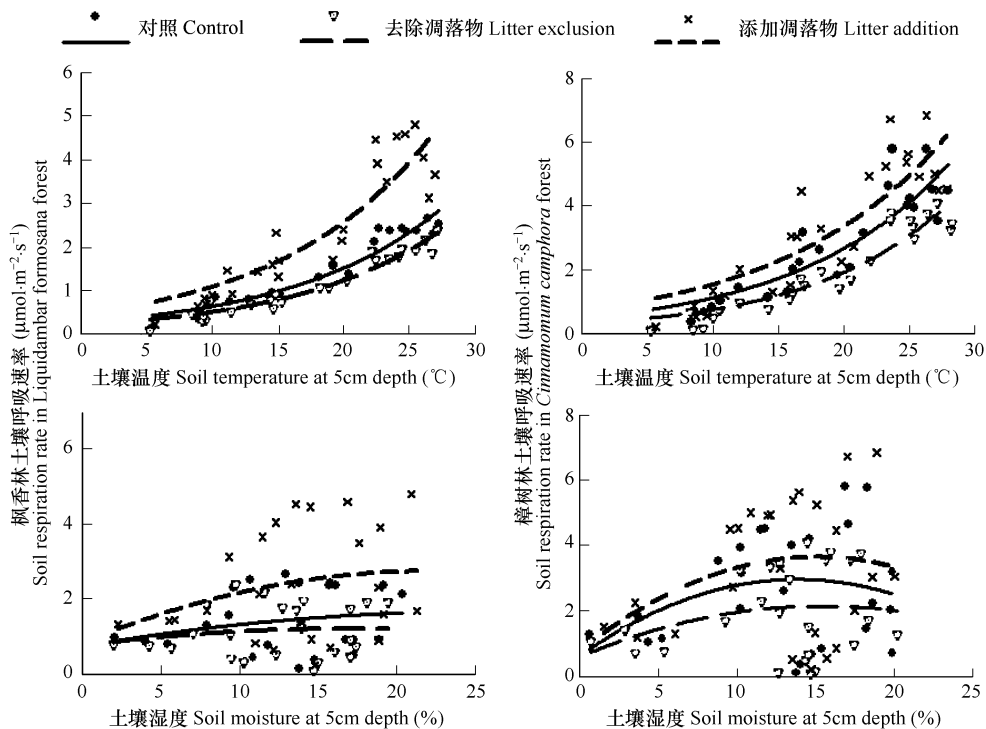 对照 Control
去除凋落物 Litter exclusion
添加凋落物 Litter addition
枫香林土壤呼吸速率 (μmol·m⁻²·s⁻¹)
Soil respiration rate in Liquidambar formosana forest
6
5
4
3
2
1
0
0 5 10 15 20 25 30
土壤温度 Soil temperature at 5cm depth (℃)
樟树林土壤呼吸速率 (μmol·m⁻²·s⁻¹)
Soil respiration rate in Cinnamomum camphora forest
8
6
4
2
0
0 5 10 15 20 25 30
土壤温度 Soil temperature at 5cm depth (℃)
6
4
2
0
0 5 10 15 20 25
土壤湿度 Soil moisture at 5cm depth (%)
8
6
4
2
0
0 5 10 15 20 25
土壤湿度 Soil moisture at 5cm depth (%)